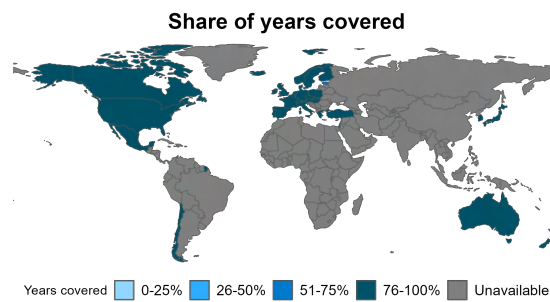 Share of years covered
Years covered 0-25% 26-50% 51-75% 76-100% Unavailable